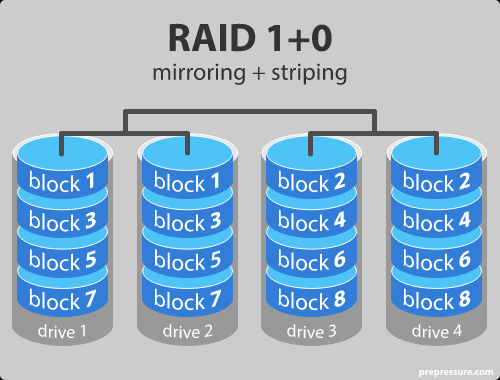 RAID 1+0
mirroring + striping
block 1 block 1 block 2 block 2
block 3 block 3 block 4 block 4
block 5 block 5 block 6 block 6
block 7 block 7 block 8 block 8
drive 1 drive 2 drive 3 drive 4
prepressure.com